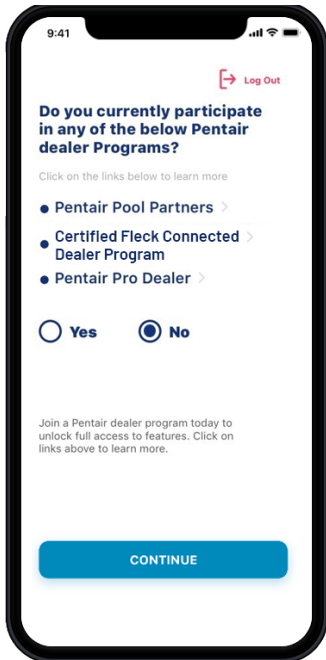 9:41
Log Out
Do you currently participate
in any of the below Pentair
dealer Programs?
Click on the links below to learn more
Pentair Pool Partners
Certified Fleck Connected
Dealer Program
Pentair Pro Dealer
Yes No
Join a Pentair dealer program today to
unlock full access to features. Click on
links above to learn more.
CONTINUE